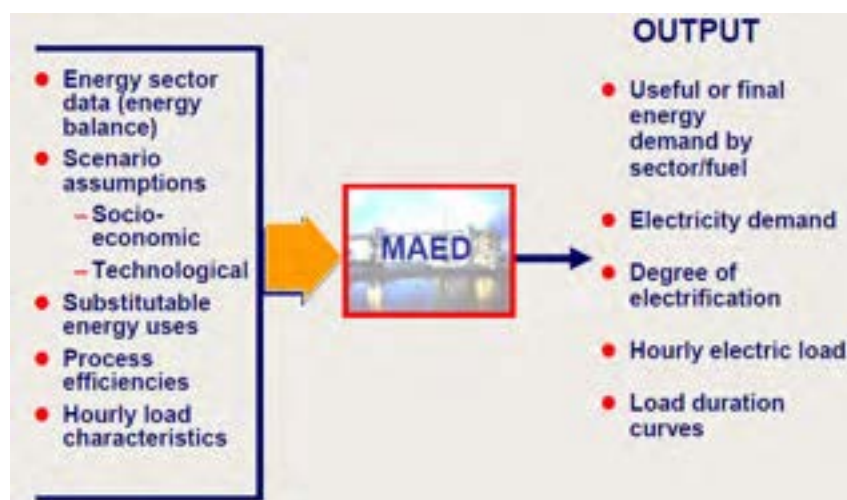 Energy sector
data (energy
balance)
Scenario
assumptions
– Socio-
economic
– Technological
Substitutable
energy uses
Process
efficiencies
Hourly load
characteristics
MAED
OUTPUT
Useful or final
energy
demand by
sector/fuel
Electricity demand
Degree of
electrification
Hourly electric load
Load duration
curves